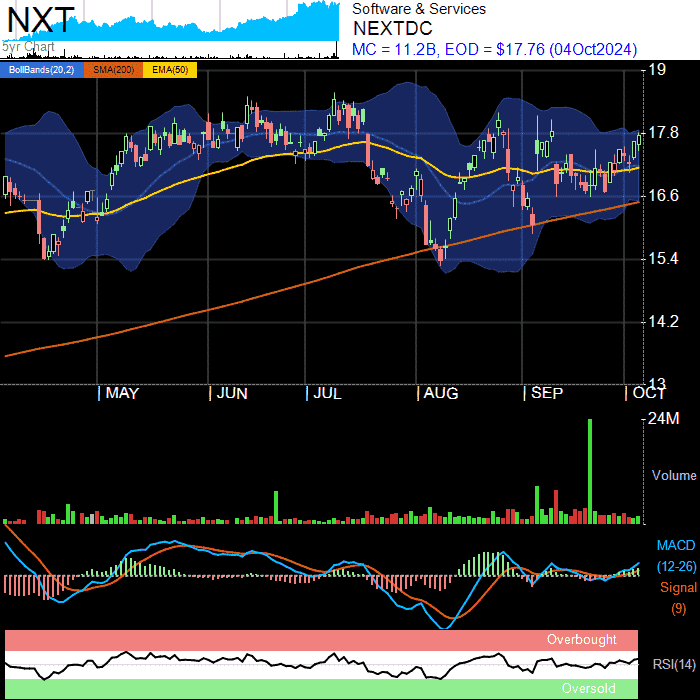 NXT
5yr Chart
Software & Services
NEXTDC
MC = 11.2B, EOD = $17.76 (04Oct2024)
BollBands(20,2) SMA(200) EMA(50)
19
17.8
16.6
15.4
14.2
13
MAY JUN JUL AUG SEP OCT
24M
Volume
MACD
(12-26)
Signal
(9)
Overbought
RSI(14)
Oversold